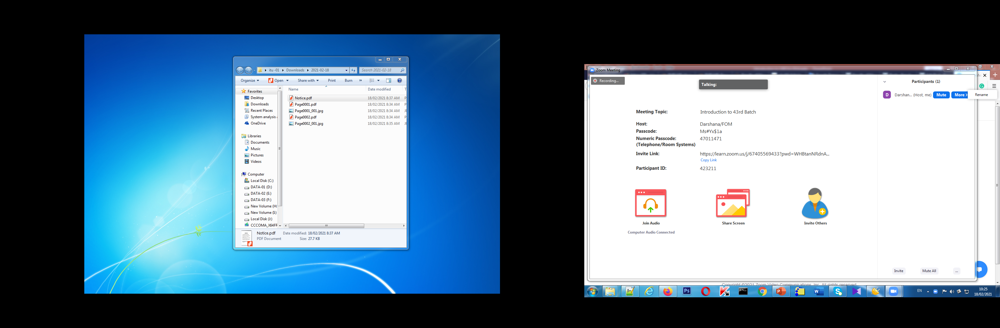 itu -01 ▸ Downloads ▸ 2021-02-18
Search 2021-02-18
Organize Open Share with Print Burn »
Name Date modified T
Favorites
Desktop
Downloads
Recent Places
System analysis
OneDrive
Libraries
Documents
Music
Pictures
Videos
Computer
Local Disk (C:)
DATA-01 (D:)
DATA-02 (E:)
DATA-03 (F:)
New Volume (H:
New Volume (I:)
Local Disk (J:)
CCCOMA_X64FR
Notice.pdf 18/02/2021 8:37 AM P
Page0001.pdf 18/02/2021 8:34 AM P
Page0001_001.jpg 18/02/2021 8:34 AM JP
Page0002.pdf 18/02/2021 8:34 AM P
Page0002_001.jpg 18/02/2021 8:35 AM JP
Notice.pdf Date modified: 18/02/2021 8:37 AM
PDF Document Size: 27.7 KB
Zoom Meeting
Recording...
Talking:
Meeting Topic: Introduction to 43rd Batch
Host: Darshana/FOM
Passcode: Ms#Yx$1a
Numeric Passcode: 47011471
(Telephone/Room Systems)
Invite Link: https://learn.zoom.us/j/67405569433?pwd=WHBtanNRdnA...
Copy Link
Participant ID: 423211
Join Audio
Share Screen
Invite Others
Computer Audio Connected
Participants (1)
D Darshan... (Host, me) Mute More > Rename
Invite Mute All ...
Copyright ©2021 Zoom Video Communications, Inc. All rights reserved.
EN
10:25
18/02/2021